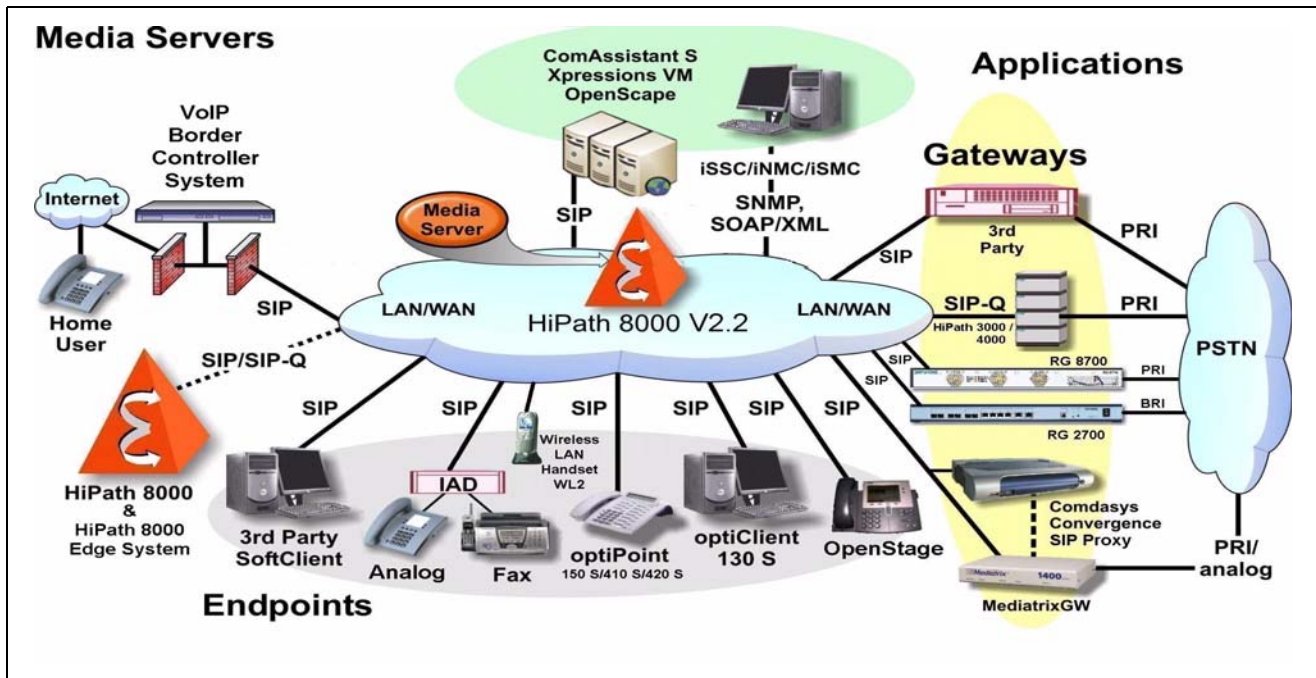 Media Servers
ComAssistant S
Xpressions VM
OpenScape
Applications
VoIP
Border
Controller
System
Internet
iSSC/iNMC/iSMC
Gateways
SIP
SNMP,
SOAP/XML
Media
Server
3rd
Party
SIP
PRI
SIP
Home
User
LAN/WAN
HiPath 8000 V2.2
LAN/WAN
SIP-Q
HiPath 3000 /
4000
PRI
PSTN
SIP/SIP-Q
SIP
SIP
RG 8700
PRI
BRI
RG 2700
SIP
SIP
SIP
SIP
SIP
SIP
Wireless
LAN
Handset
WL2
HiPath 8000
&
HiPath 8000
Edge System
IAD
3rd Party
SoftClient
Analog
Fax
optiPoint
150 S/410 S/420 S
optiClient
130 S
OpenStage
Comdasys
Convergence
SIP Proxy
PRI/
analog
Mediatrix
1400
MediatrixGW
Endpoints